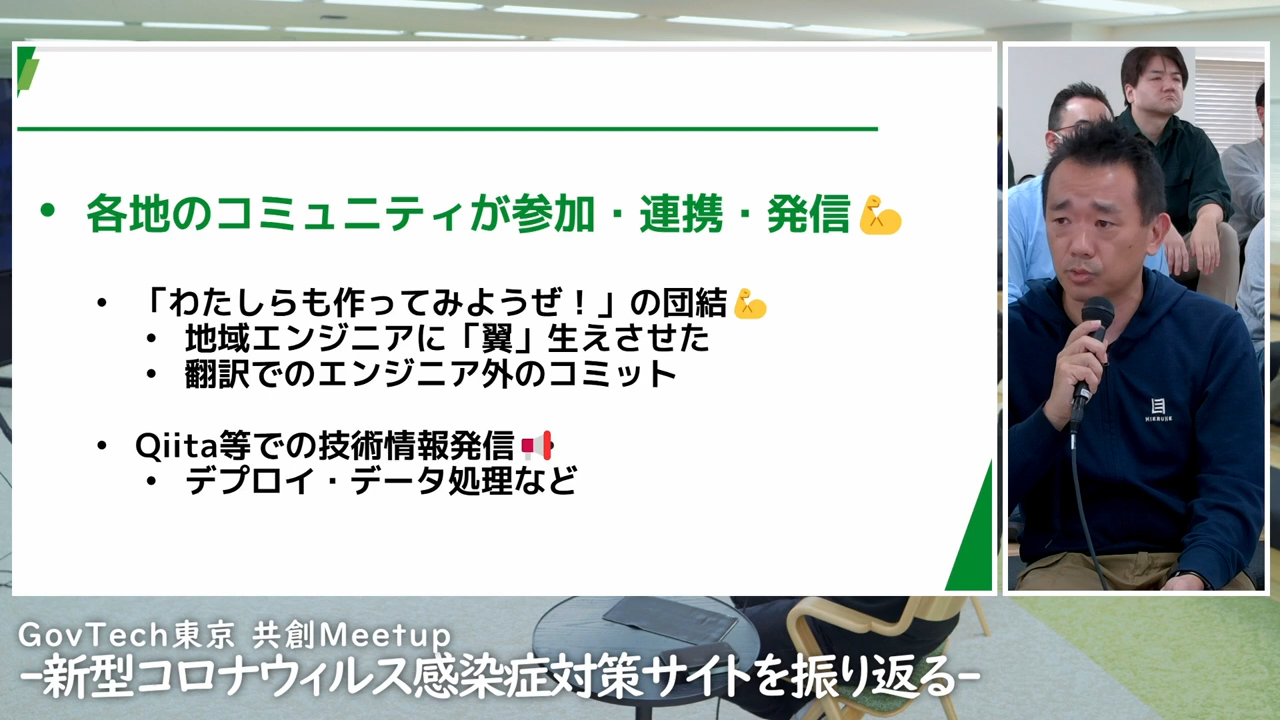 • 各地のコミュニティが参加・連携・発信💪
• 「わたしらも作ってみようぜ！」の団結💪
• 地域エンジニアに「翼」生えさせた
• 翻訳でのエンジニア外のコミット
• Qiita等での技術情報発信📢
• デプロイ・データ処理など
HIKRUSK
GovTech東京 共創Meetup
-新型コロナウィルス感染症対策サイトを振り返る-